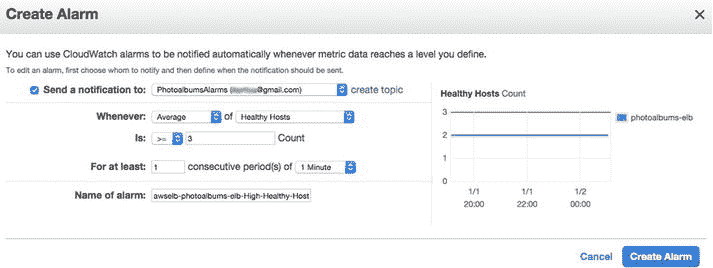 Create Alarm
You can use CloudWatch alarms to be notified automatically whenever metric data reaches a level you define.
To edit an alarm, first choose whom to notify and then define when the notification should be sent.
Send a notification to: PhotoalbumsAlarms ( @gmail.com) create topic
Whenever: Average of Healthy Hosts
Is: >= 3 Count
For at least: 1 consecutive period(s) of 1 Minute
Name of alarm: awselb-photoalbums-elb-High-Healthy-Host
Healthy Hosts Count
3
2
1
0
photoalbums-elb
1/1 1/1 1/2
20:00 22:00 00:00
Cancel Create Alarm